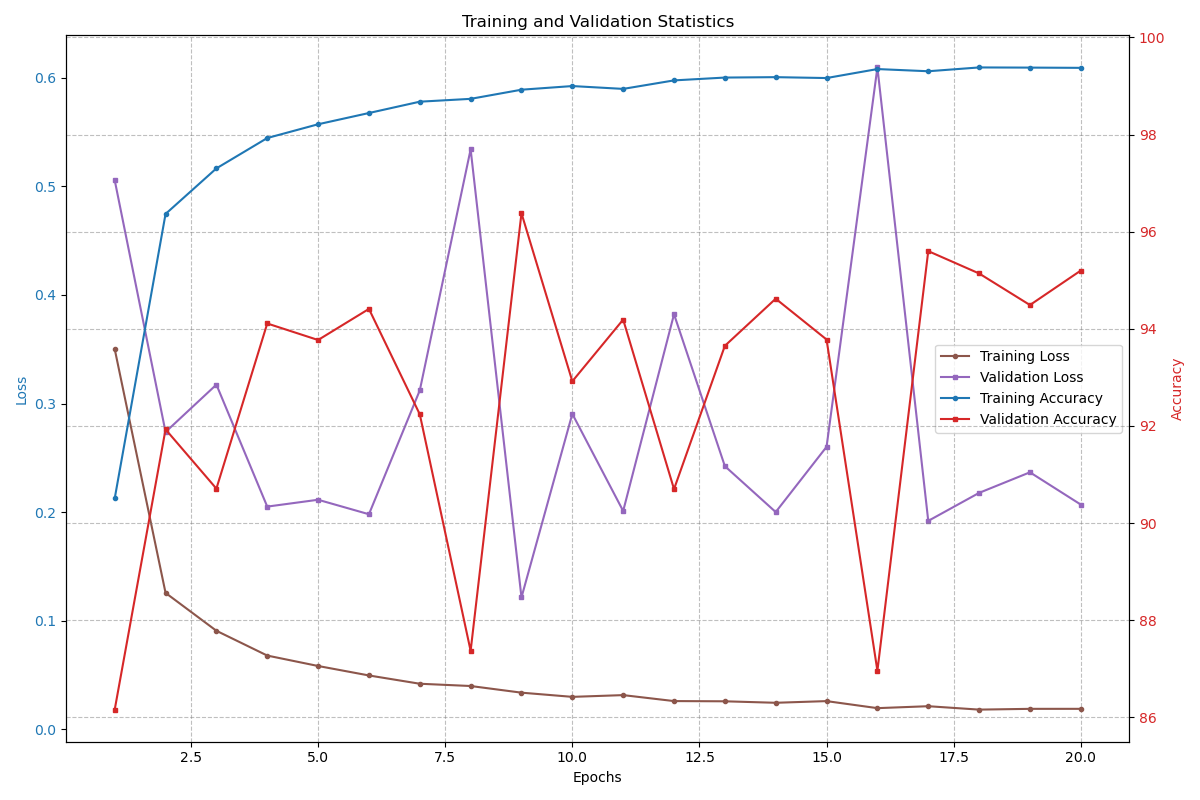 Training and Validation Statistics
Loss
0.6
0.5
0.4
0.3
0.2
0.1
0.0
100
98
96
94
92
90
88
86
Accuracy
Training Loss
Validation Loss
Training Accuracy
Validation Accuracy
2.5 5.0 7.5 10.0 12.5 15.0 17.5 20.0
Epochs